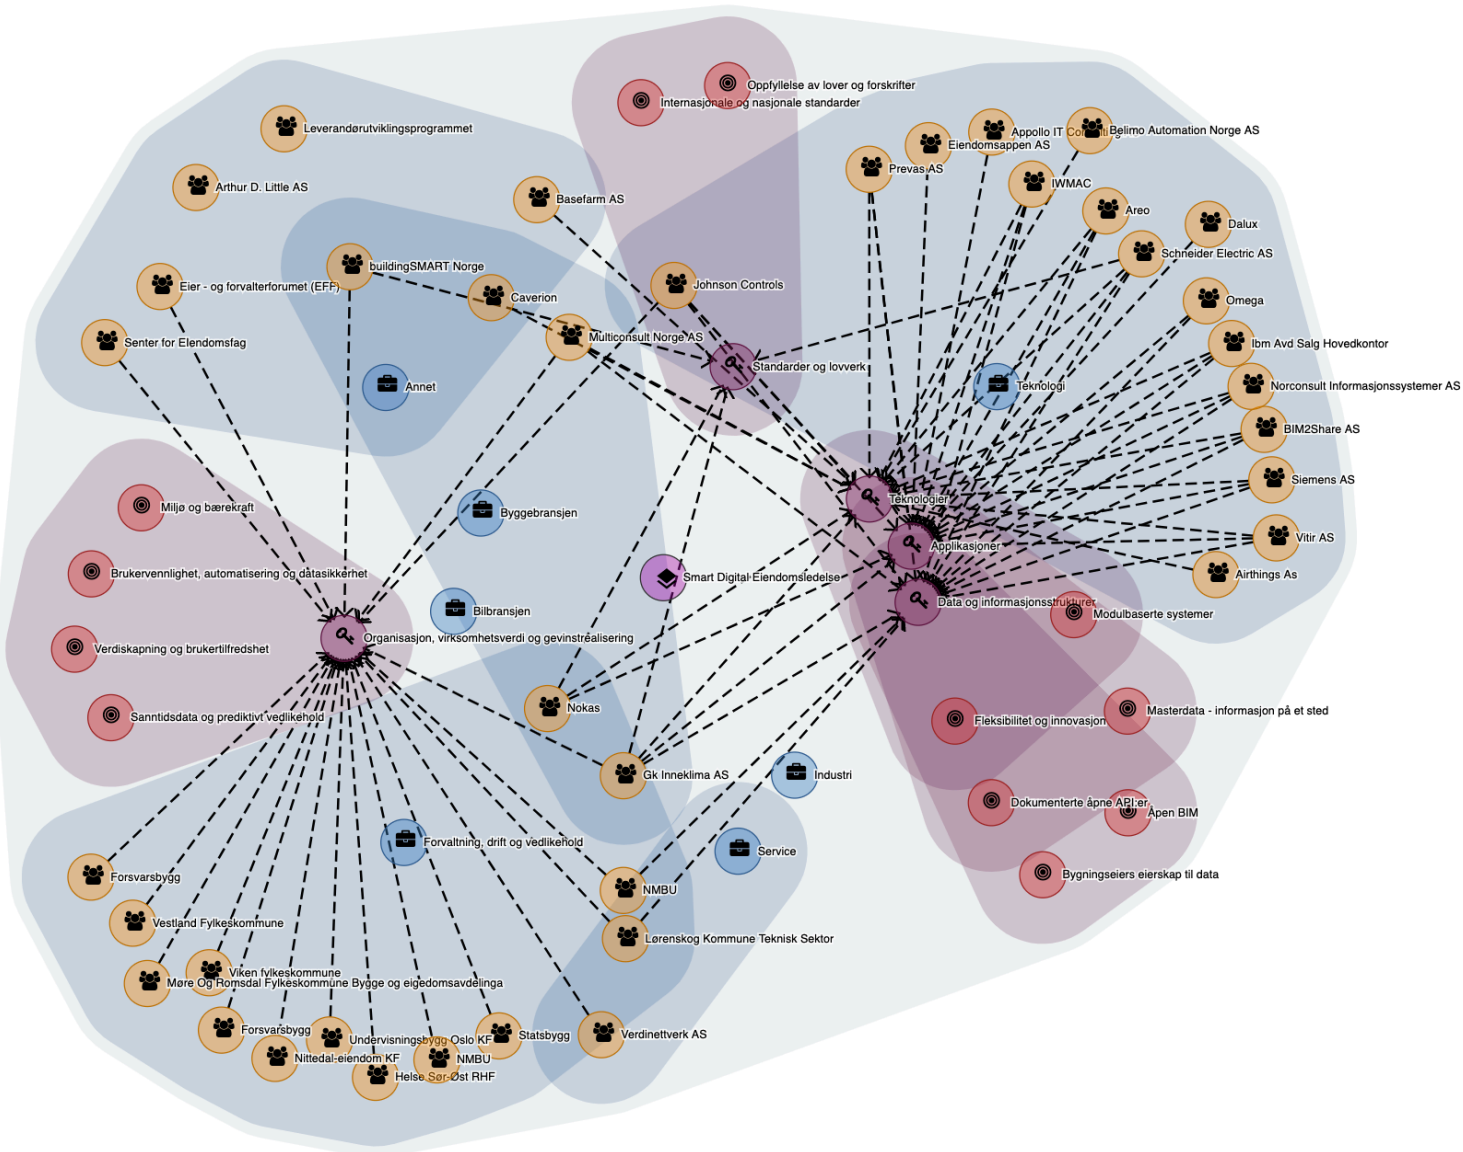 Oppfyllelse av lover og forskrifter
Internasjonale og nasjonale standarder
Leverandørutviklingsprogrammet
Appollo IT Consulting
Belimo Automation Norge AS
Eiendomsappen AS
Prevas AS
Arthur D. Little AS
IWMAC
Basefarm AS
Areo
Dalux
Schneider Electric AS
buildingSMART Norge
Eier - og forvalterforumet (EFF)
Johnson Controls
Caverion
Omega
Multiconsult Norge AS
Senter for EIendomsfag
Ibm Avd Salg Hovedkontor
Standarder og lovverk
Annet
Teknologi
Norconsult Informasjonssystemer AS
BIM2Share AS
Siemens AS
Teknologier
Miljø og bærekraft
Byggebransjen
Vitir AS
Applikasjoner
Brukervennlighet, automatisering og datasikkerhet
Smart Digital Eiendomsledelse
Airthings As
Data og informasjonsstrukturer
Bilbransjen
Modulbaserte systemer
Organisasjon, virksomhetsverdi og gevinstrealisering
Verdiskapning og brukertilfredshet
Nokas
Masterdata - informasjon på et sted
Sanntidsdata og prediktivt vedlikehold
Fleksibilitet og innovasjon
Gk Inneklima AS
Industri
Dokumenterte åpne API:er
Åpen BIM
Forvaltning, drift og vedlikehold
Service
Bygningseiers eierskap til data
Forsvarsbygg
NMBU
Vestland Fylkeskommune
Lørenskog Kommune Teknisk Sektor
Viken fylkeskommune
Møre Og Romsdal Fylkeskommune Bygge og eigedomsavdelinga
Forsvarsbygg
Undervisningsbygg Oslo KF
Statsbygg
Verdinettverk AS
Nittedal-eiendom KF
NMBU
Helse Sør-Øst RHF